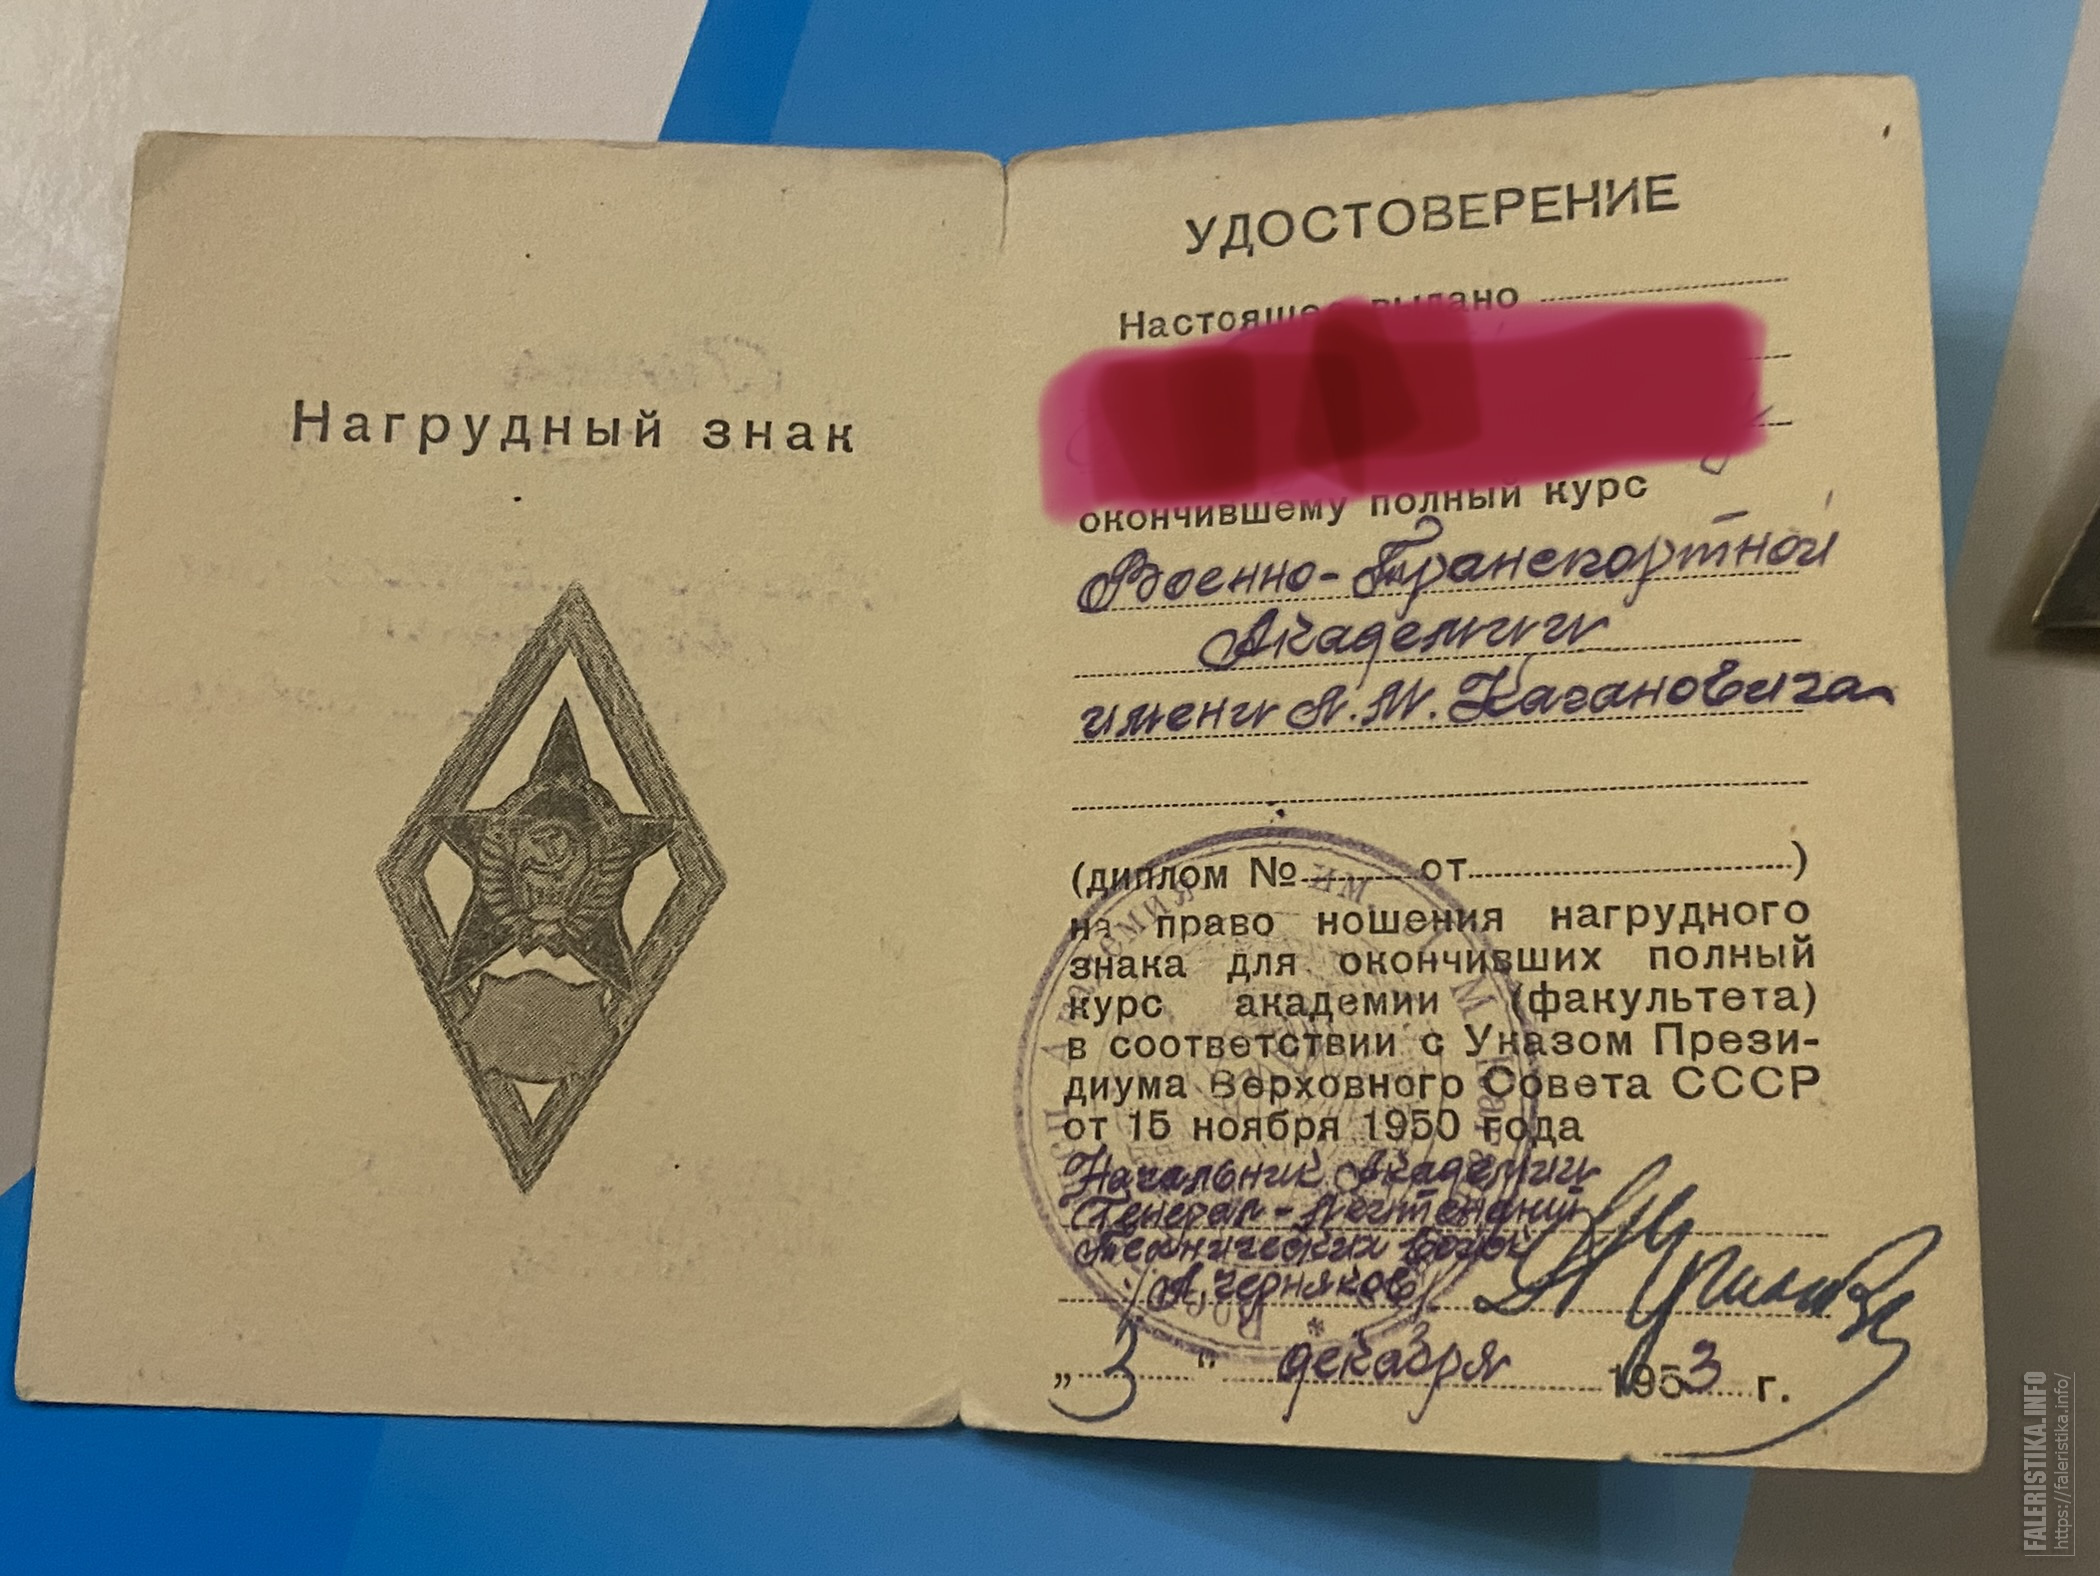 Нагрудный знак
УДОСТОВЕРЕНИЕ
Настоящее выдано
окончившему полный курс
Военно-Транспортной
Академии
имени Л.М. Кагановича
(диплом № от )
на право ношения нагрудного
знака для окончивших полный
курс академии (факультета)
в соответствии с Указом Прези-
диума Верховного Совета СССР
от 15 ноября 1950 года
Начальник Академии
Генерал-Лейтенант
Технических Войск
А. Черняков
„3" декабря 1953 г.
FALERISTIKA.INFO
https://faleristika.info/